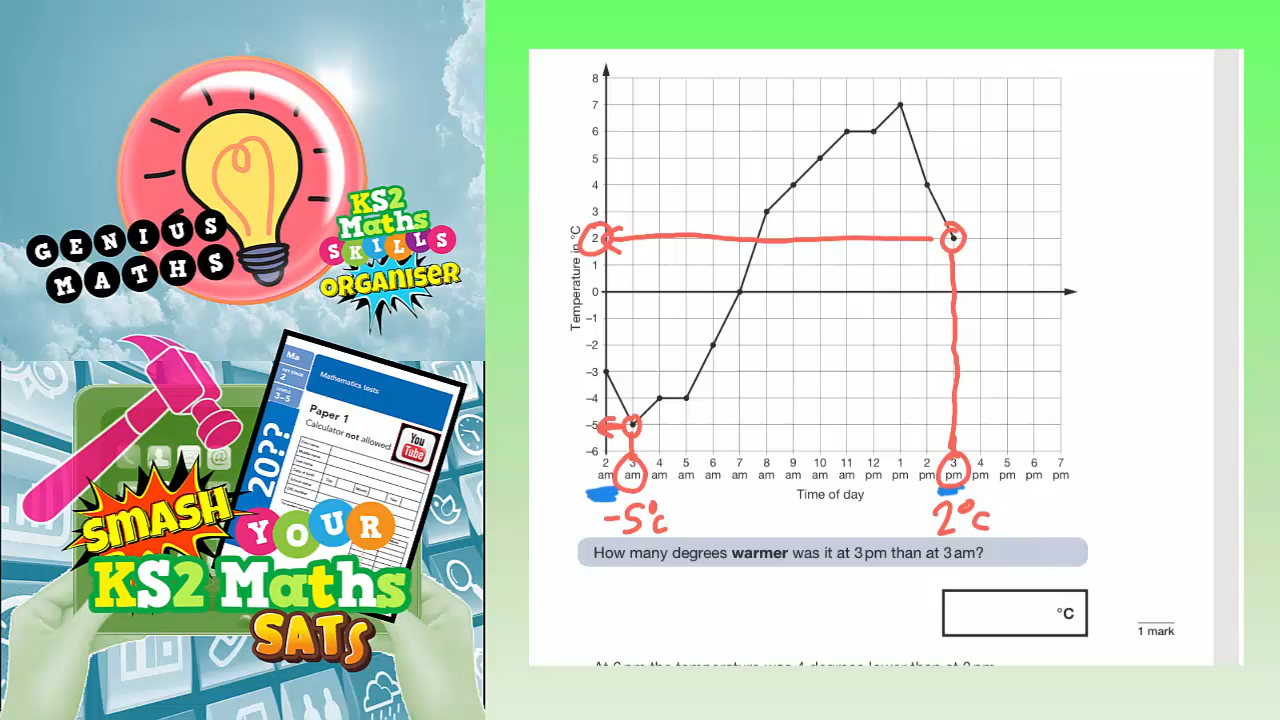 GENIUS
MATHS
KS2
Maths
SKILLS
ORGANISER
Ma
KEY STAGE
2
LEVELS
3–5
Mathematics tests
Paper 1
Calculator not allowed
20??
You
Tube
SMASH
YOUR
KS2 Maths
SATS
8
7
6
5
4
3
2
1
0
–1
–2
–3
–4
–5
–6
Temperature in °C
2 am 3 am 4 am 5 am 6 am 7 am 8 am 9 am 10 am 11 am 12 pm 1 pm 2 pm 3 pm 4 pm 5 pm 6 pm 7 pm
Time of day
-5°c
2°c
How many degrees warmer was it at 3 pm than at 3 am?
°C
1 mark